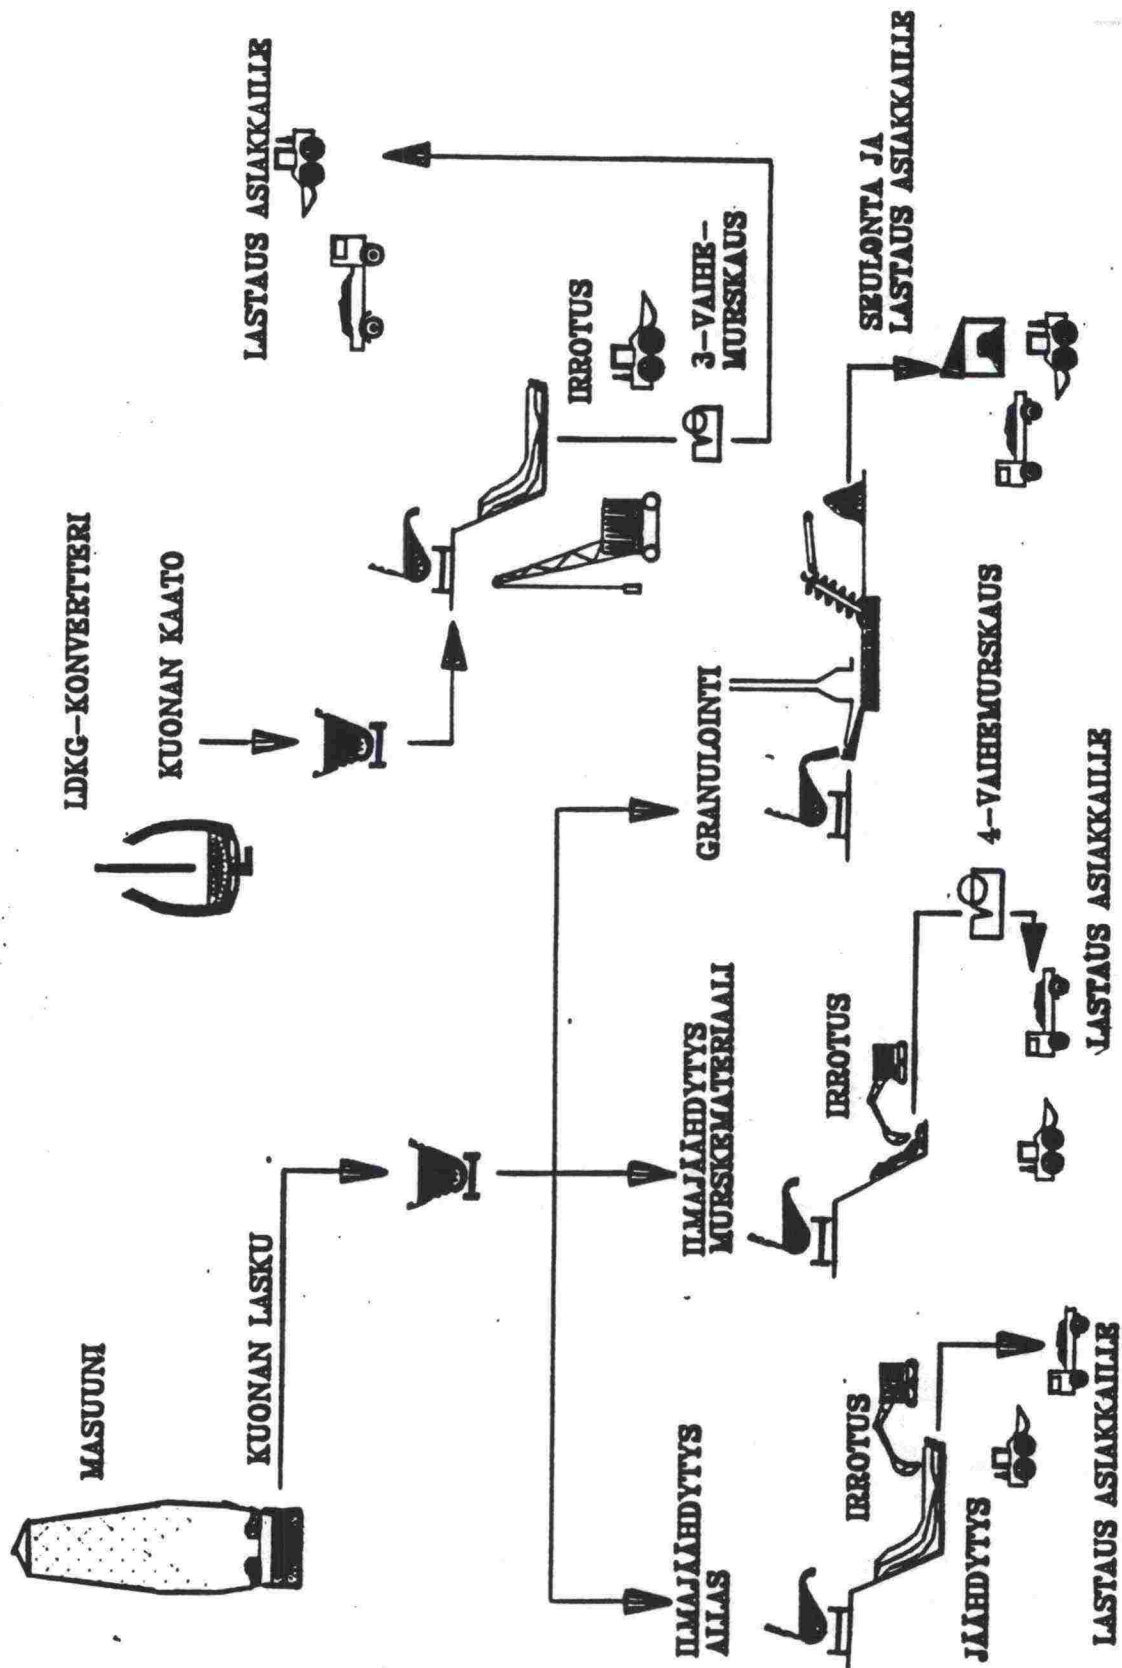 MASUUNI
KUONAN LASKU
LDKG-KONVERTTERI
KUONAN KAATO
LASTAUS ASIAKKAILLE
IRROTUS
3-VAIHE-
MURSKAUS
ILMAJÄÄHDYTYS
ALLAS
IRROTUS
JÄÄHDYTYS
LASTAUS ASIAKKAILLE
ILMAJÄÄHDYTYS
MURSKEMATERIAALI
IRROTUS
4-VAIHEMURSKAUS
LASTAUS ASIAKKAILLE
GRANULOINTI
SEULONTA JA
LASTAUS ASIAKKAILLE